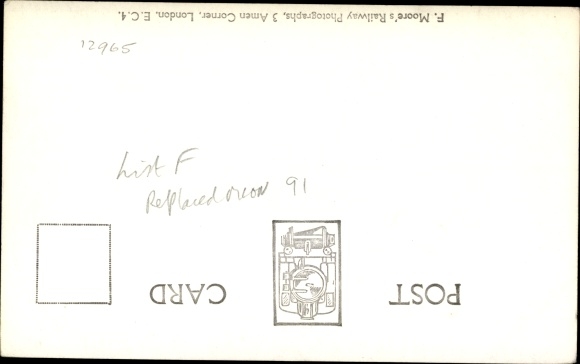 F. Moore's Railway Photographs, 3 Amen Corner, London, E.C.4.
12965
List F
Replaced 91
POST CARD